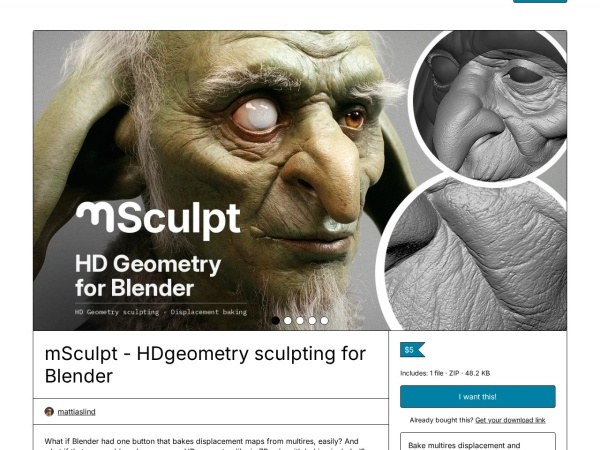 mSculpt
HD Geometry
for Blender
HD Geometry sculpting - Displacement baking
mSculpt - HDgeometry sculpting for
Blender
mattiaslind
What if Blender had one button that bakes displacement maps from multires, easily? And
$5
Includes: 1 file · ZIP · 48.2 KB
I want this!
Already bought this? Get your download link
Bake multires displacement and